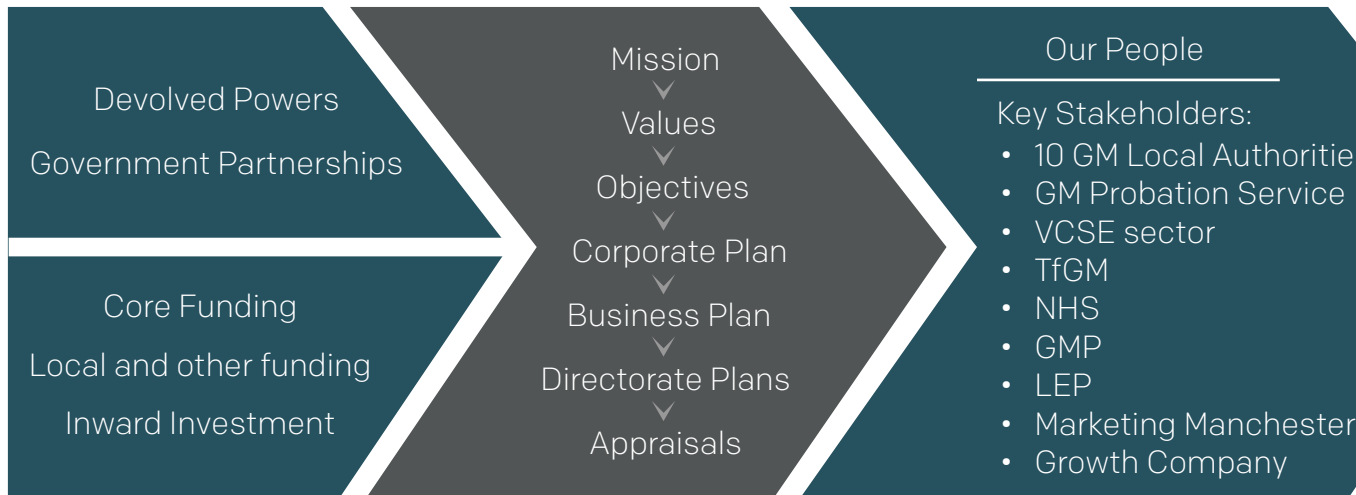 Devolved Powers
Government Partnerships
Core Funding
Local and other funding
Inward Investment
Mission
Values
Objectives
Corporate Plan
Business Plan
Directorate Plans
Appraisals
Our People
Key Stakeholders:
• 10 GM Local Authoritie
• GM Probation Service
• VCSE sector
• TfGM
• NHS
• GMP
• LEP
• Marketing Manchester
• Growth Company